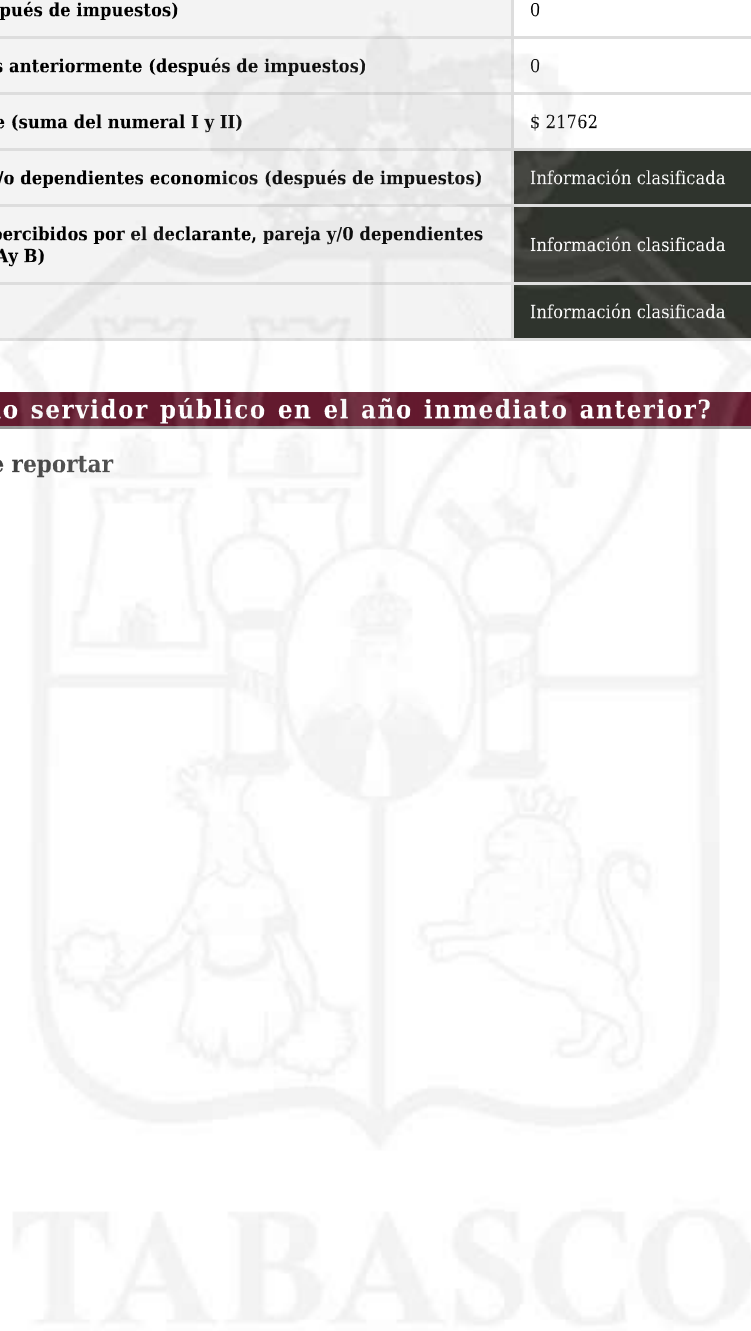 pués de impuestos) 0
s anteriormente (después de impuestos) 0
e (suma del numeral I y II) $ 21762
/o dependientes economicos (después de impuestos) Información clasificada
percibidos por el declarante, pareja y/0 dependientes
Ay B) Información clasificada
Información clasificada
o servidor público en el año inmediato anterior?
e reportar
TABASCO